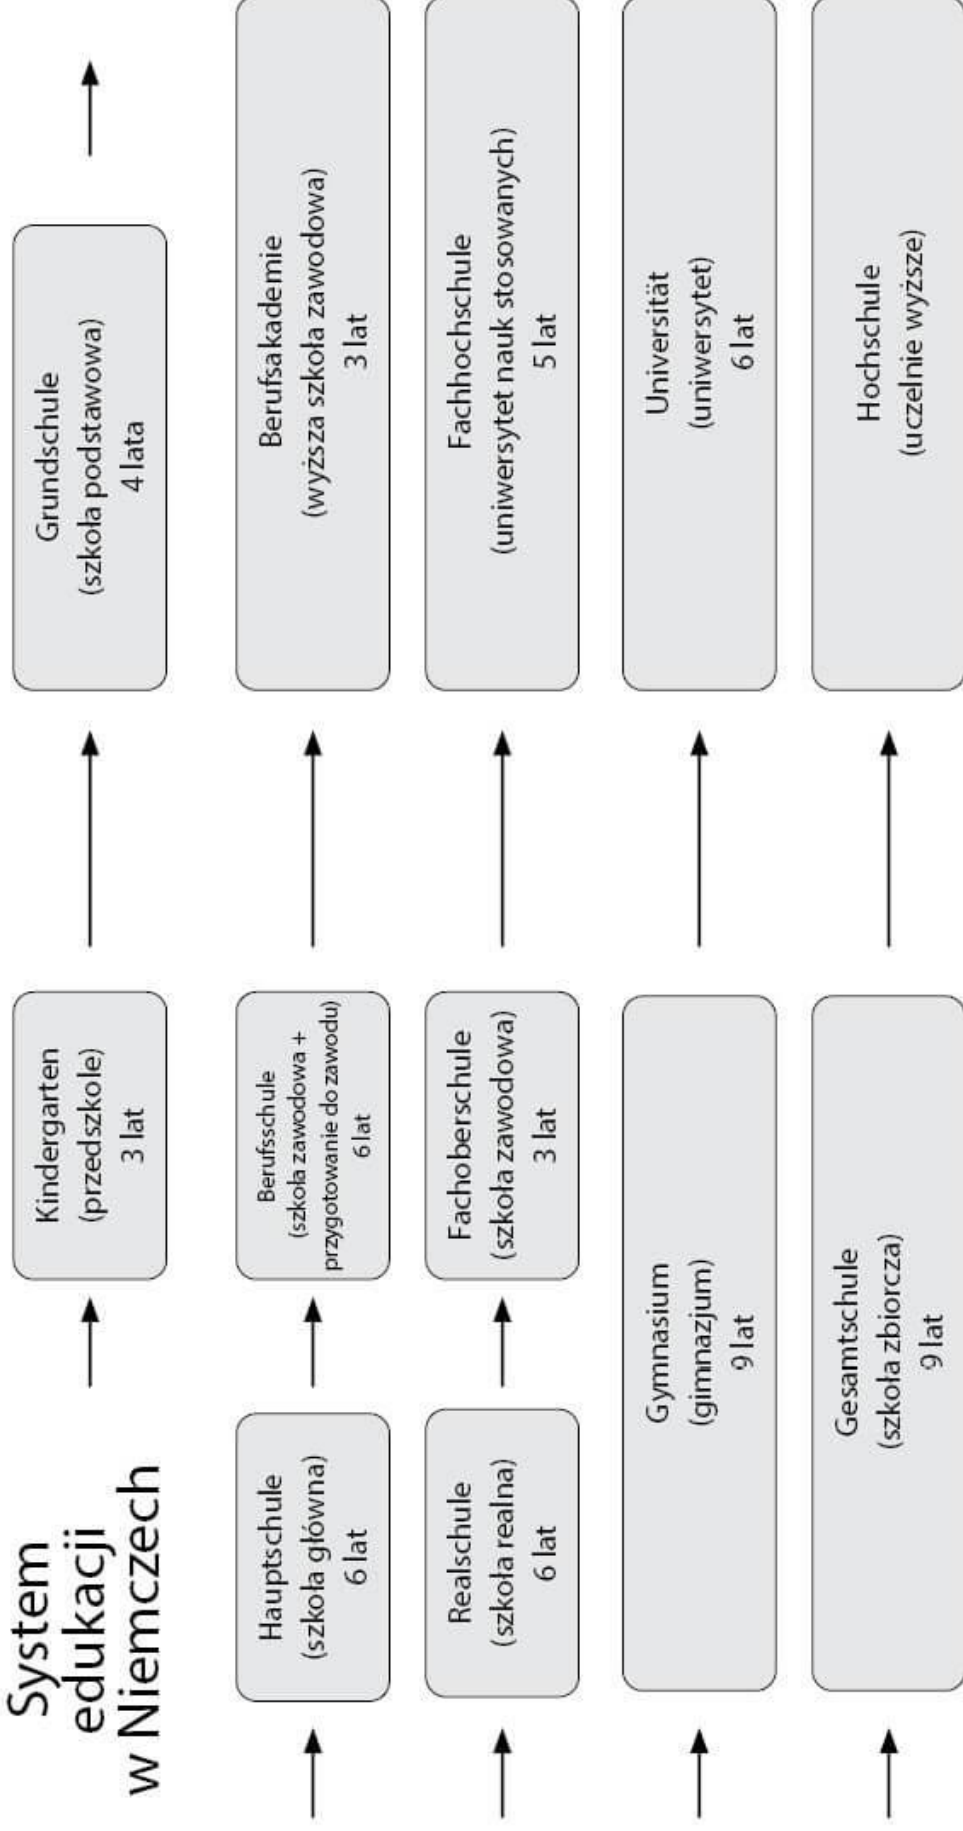 System
edukacji
w Niemczech
Kindergarten
(przedszkole)
3 lat
Grundschule
(szkoła podstawowa)
4 lata
Hauptschule
(szkoła główna)
6 lat
Berufsschule
(szkoła zawodowa +
przygotowanie do zawodu)
6 lat
Berufsakademie
(wyższa szkoła zawodowa)
3 lat
Realschule
(szkoła realna)
6 lat
Fachoberschule
(szkoła zawodowa)
3 lat
Fachhochschule
(uniwersytet nauk stosowanych)
5 lat
Gymnasium
(gimnazjum)
9 lat
Universität
(uniwersytet)
6 lat
Gesamtschule
(szkoła zbiorcza)
9 lat
Hochschule
(uczelnie wyższe)